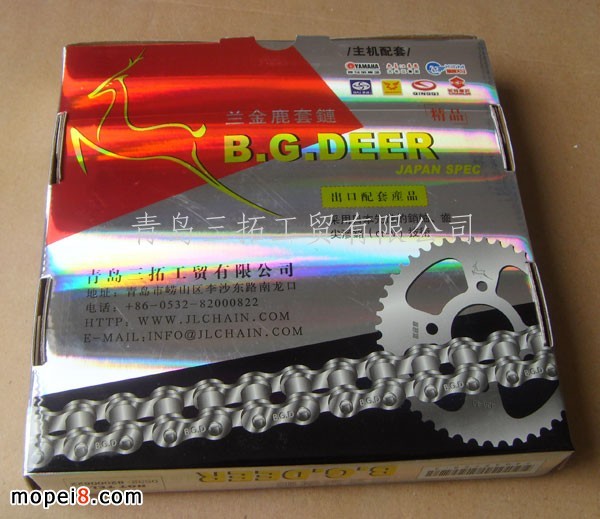 /主机配套/
YAMAHA
兰金鹿套鏈
精品
B.G.DEER
JAPAN SPEC
出口配套産品
青岛三拓工贸有限公司
青岛三拓工贸有限公司
地址:青岛市崂山区李沙东路南龙口
电话:+86-0532-82000822
HTTP: WWW.JLCHAIN.COM
E-MAIL:INFO@JLCHAIN.COM
B.G.D
B.G.D
B.G.D
B.G.D
B.G.DEER
mopei8.com